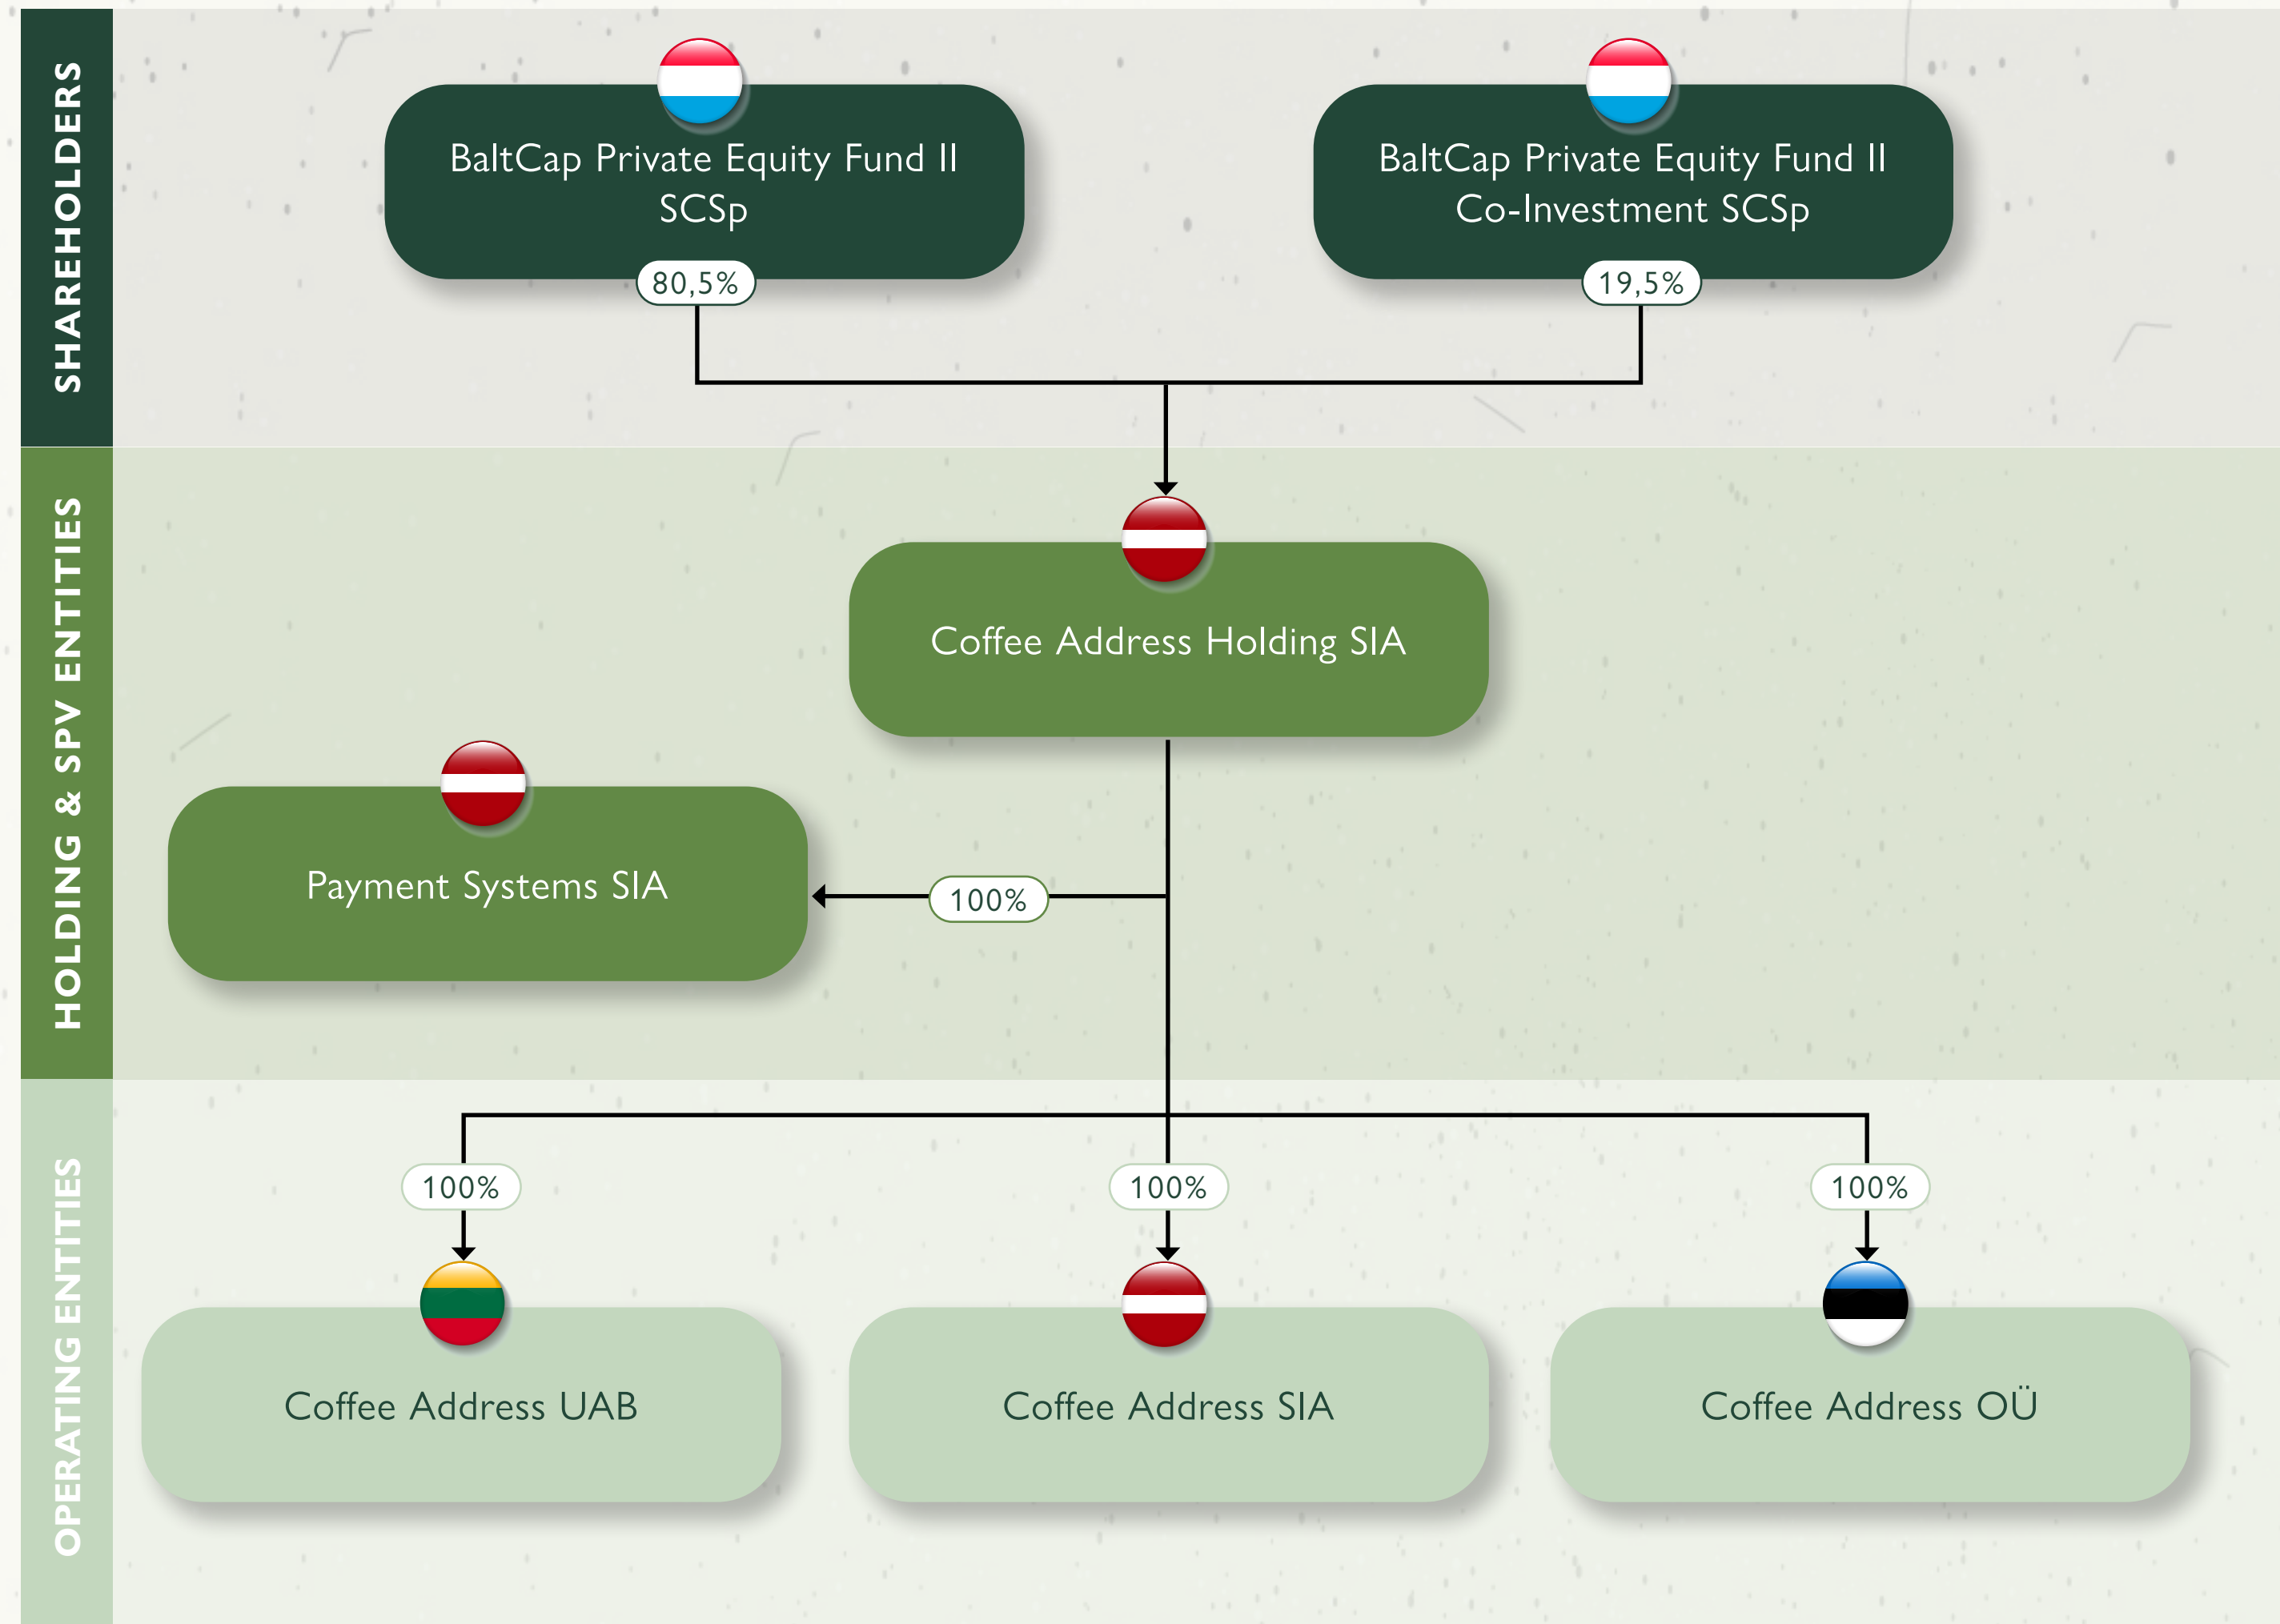 SHAREHOLDERS
BaltCap Private Equity Fund II
SCSp
80,5%
BaltCap Private Equity Fund II
Co-Investment SCSp
19,5%
HOLDING & SPV ENTITIES
Coffee Address Holding SIA
Payment Systems SIA
100%
OPERATING ENTITIES
100%
100%
100%
Coffee Address UAB
Coffee Address SIA
Coffee Address OÜ